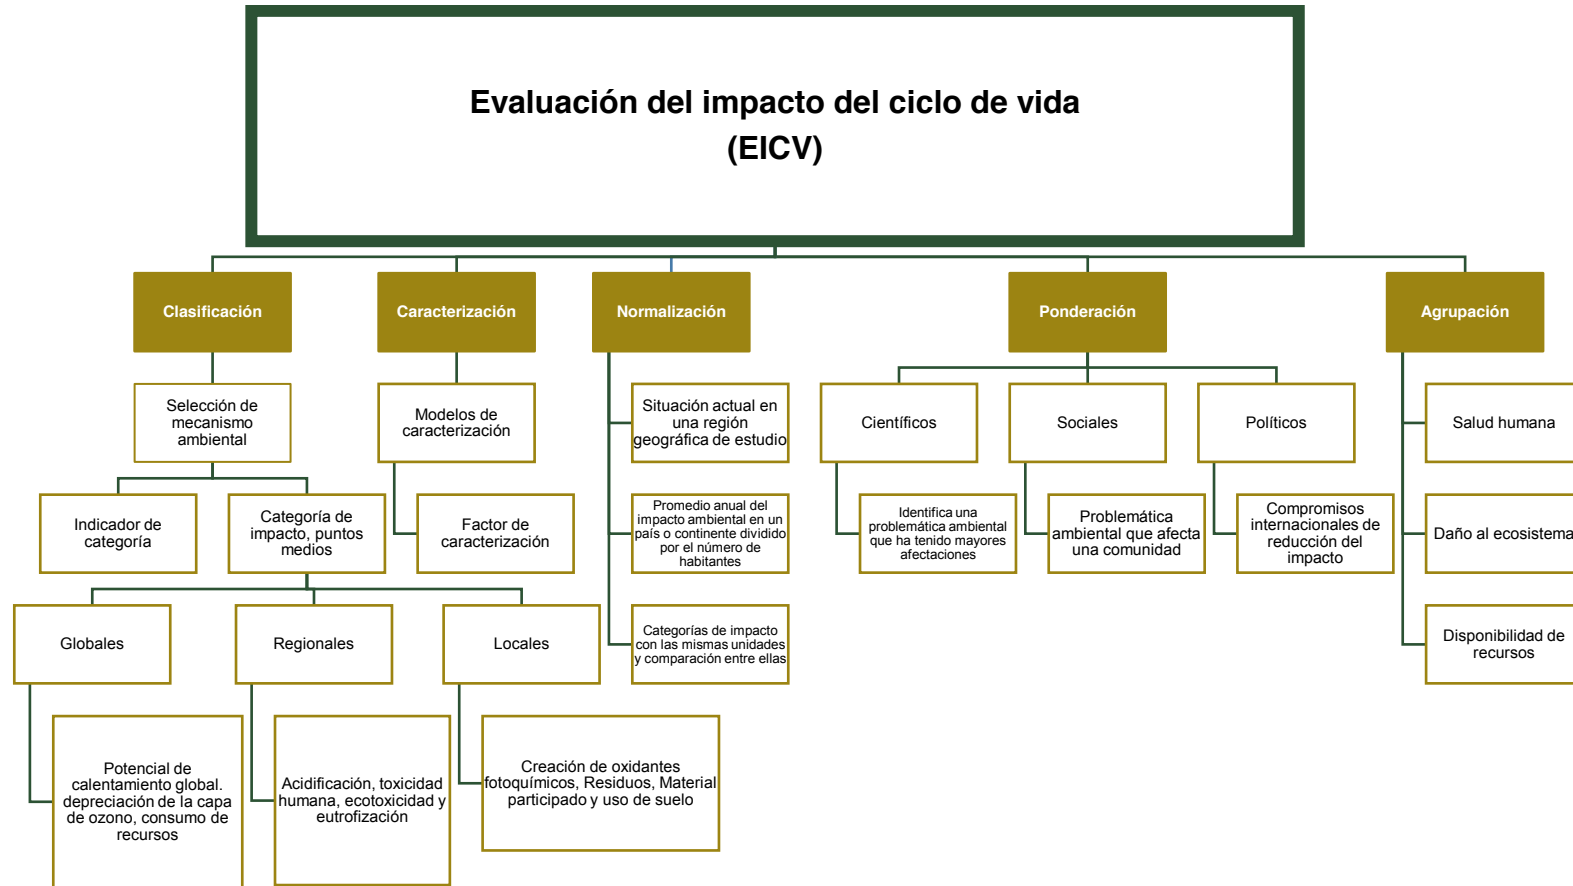 Evaluación del impacto del ciclo de vida
(EICV)
Clasificación
Caracterización
Normalización
Ponderación
Agrupación
Selección de
mecanismo
ambiental
Modelos de
caracterización
Situación actual en
una región
geográfica de estudio
Científicos
Sociales
Políticos
Salud humana
Indicador de
categoría
Categoría de
impacto, puntos
medios
Factor de
caracterización
Promedio anual del
impacto ambiental en un
país o continente dividido
por el número de
habitantes
Identifica una
problemática ambiental
que ha tenido mayores
afectaciones
Problemática
ambiental que afecta
una comunidad
Compromisos
internacionales de
reducción del
impacto
Daño al ecosistema
Globales
Regionales
Locales
Categorías de impacto
con las mismas unidades
y comparación entre ellas
Disponibilidad de
recursos
Potencial de
calentamiento global.
depreciación de la capa
de ozono, consumo de
recursos
Acidificación, toxicidad
humana, ecotoxicidad y
eutrofización
Creación de oxidantes
fotoquímicos, Residuos, Material
participado y uso de suelo